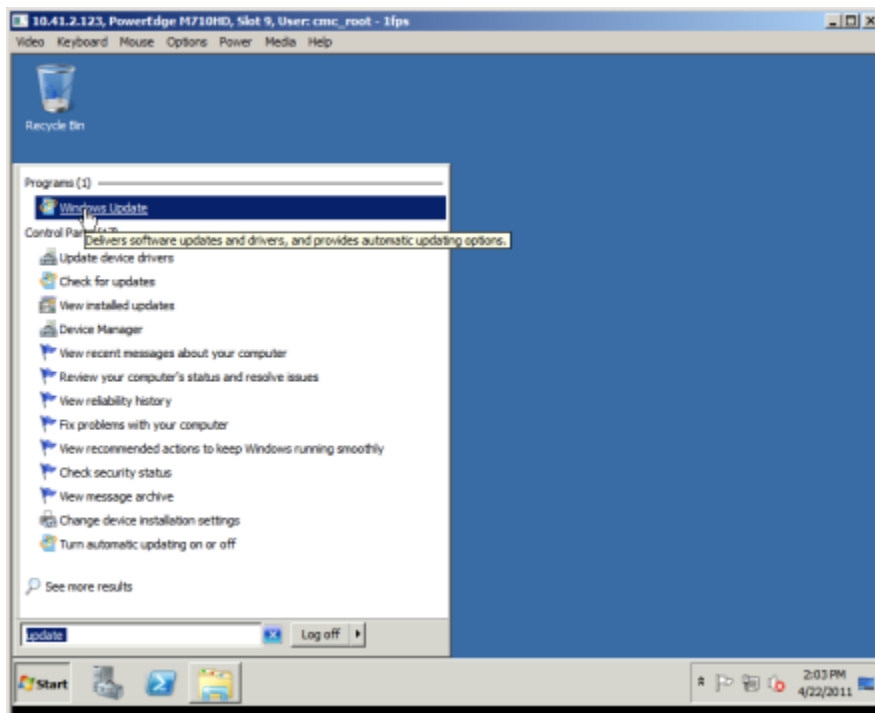 10.41.2.123, PowerEdge M710HD, Slot 9, User: cmc_root - 1fps
Video Keyboard Mouse Options Power Media Help
Recycle Bin
Programs (1)
Windows Update
Control Pan
Delivers software updates and drivers, and provides automatic updating options.
Update device drivers
Check for updates
View installed updates
Device Manager
View recent messages about your computer
Review your computer's status and resolve issues
View reliability history
Fix problems with your computer
View recommended actions to keep Windows running smoothly
Check security status
View message archive
Change device installation settings
Turn automatic updating on or off
See more results
update
Log off
Start
2:03 PM
4/22/2011